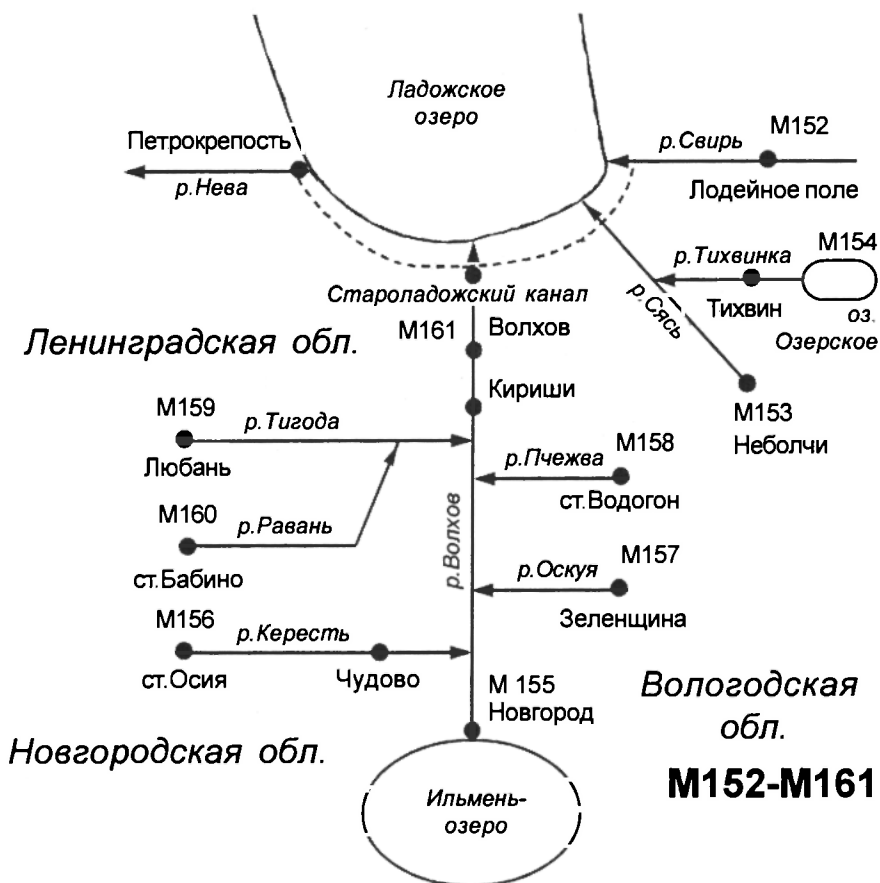 Ладожское
озеро
Петрокрепость
р.Нева
М152
р.Свирь
Лодейное поле
М154
р.Тихвинка
Тихвин
оз.
Озерское
р.Сясь
Староладожский канал
М161
Волхов
Ленинградская обл.
Кириши
М153
Неболчи
М159
р.Тигода
Любань
М158
р.Пчежва
ст.Водогон
М160
р.Равань
ст.Бабино
р.Волхов
М157
р.Оскуя
Зеленщина
М156
р.Кересть
ст.Осия
Чудово
М 155
Новгород
Вологодская
обл.
Новгородская обл.
М152-М161
Ильмень-
озеро